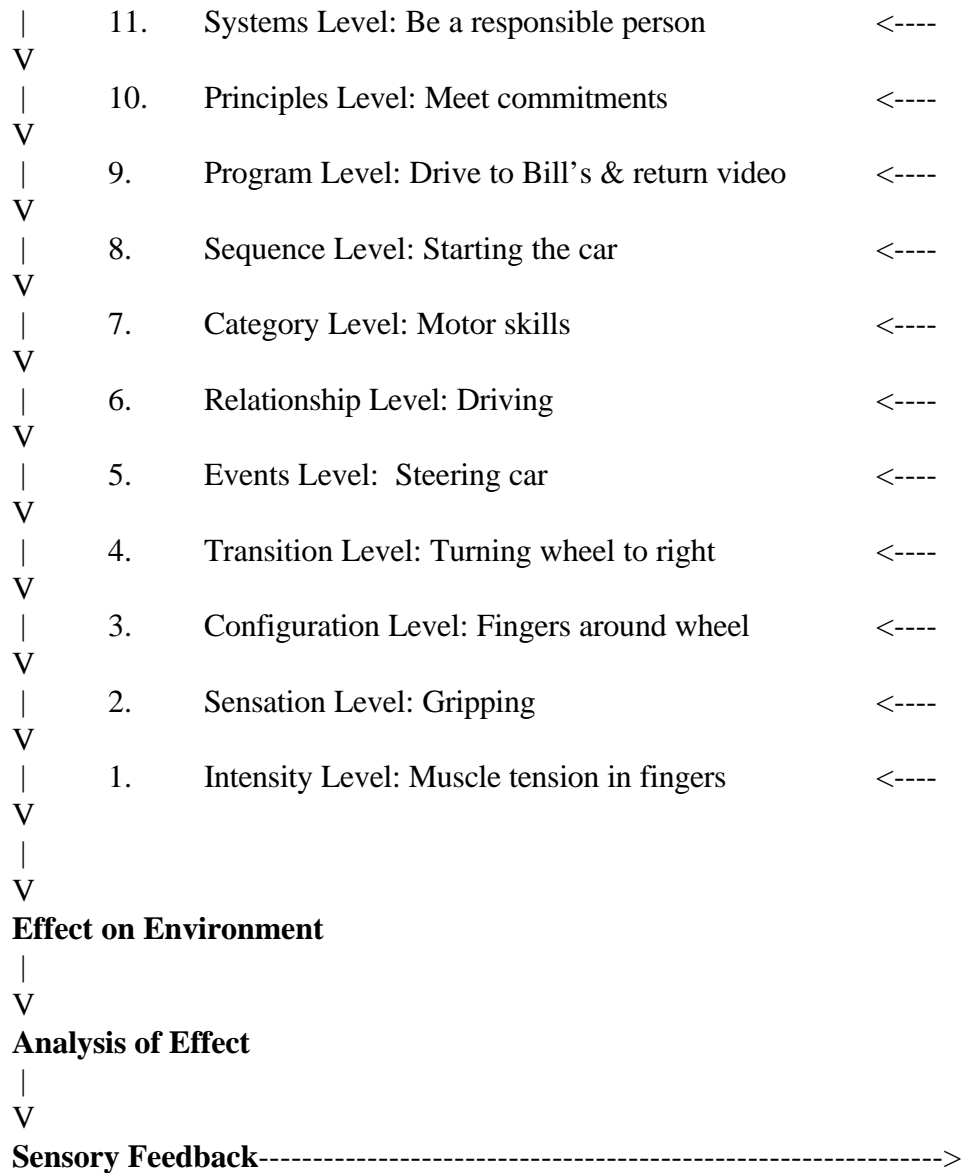 | 11. Systems Level: Be a responsible person <----
V
| 10. Principles Level: Meet commitments <----
V
| 9. Program Level: Drive to Bill’s & return video <----
V
| 8. Sequence Level: Starting the car <----
V
| 7. Category Level: Motor skills <----
V
| 6. Relationship Level: Driving <----
V
| 5. Events Level:  Steering car <----
V
| 4. Transition Level: Turning wheel to right <----
V
| 3. Configuration Level: Fingers around wheel <----
V
| 2. Sensation Level: Gripping <----
V
| 1. Intensity Level: Muscle tension in fingers <----
V
|
V
Effect on Environment
|
V
Analysis of Effect
|
V
Sensory Feedback--------------------------------------------------------------->